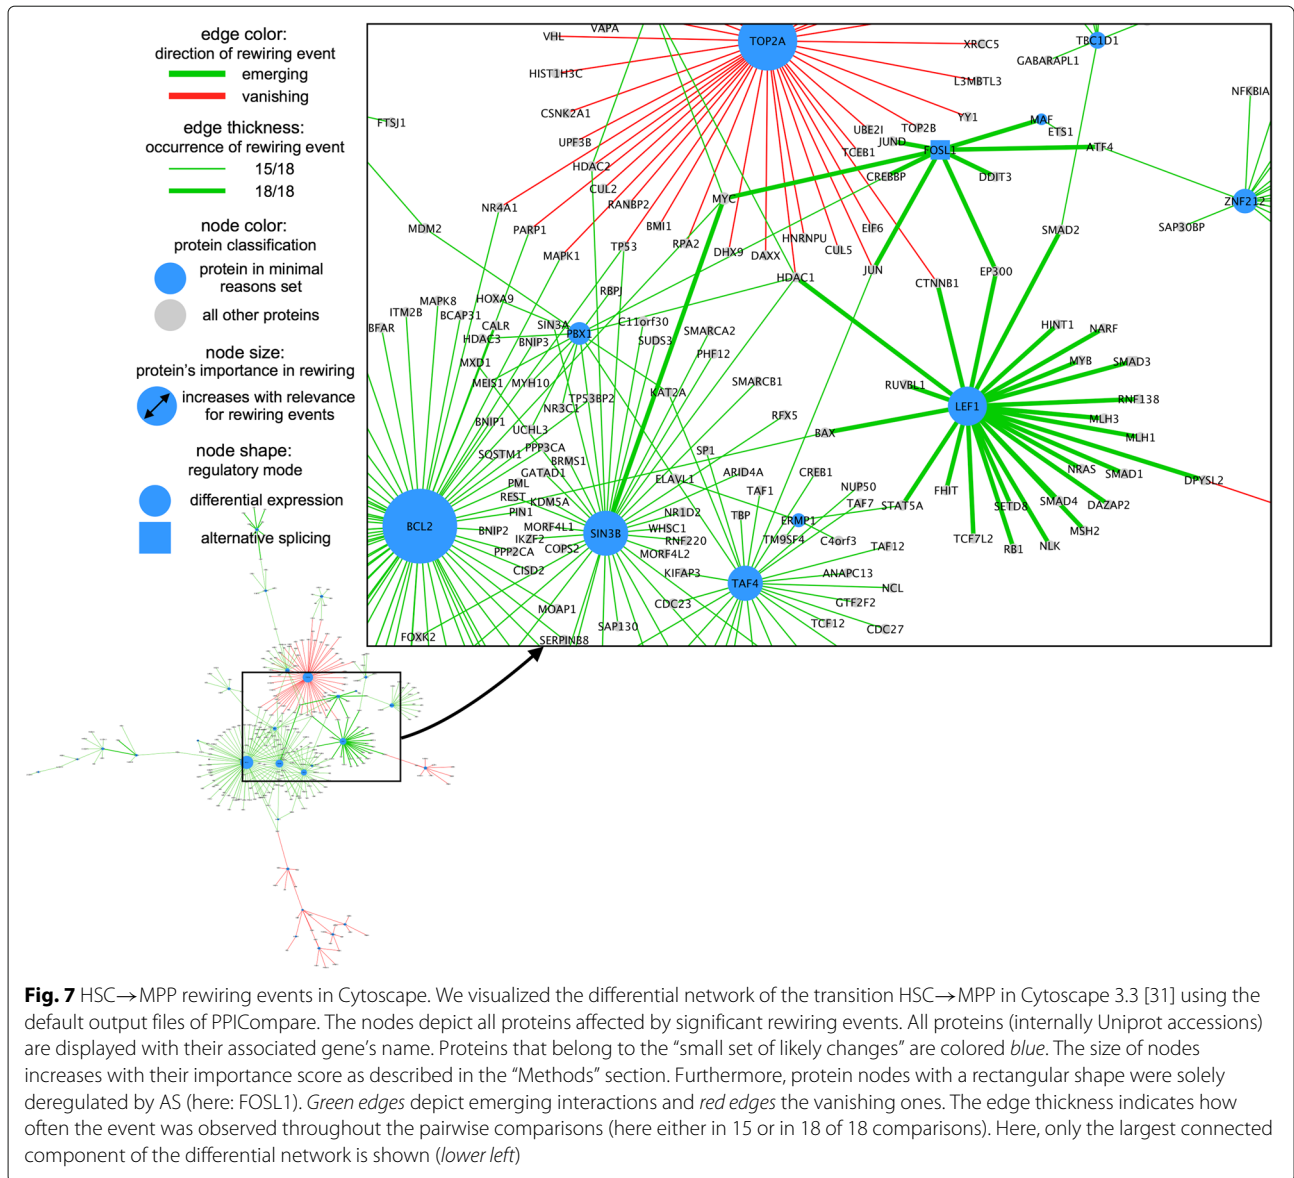 edge color:
direction of rewiring event
emerging
vanishing
edge thickness:
occurrence of rewiring event
15/18
18/18
node color:
protein classification
protein in minimal
reasons set
all other proteins
node size:
protein's importance in rewiring
increases with relevance
for rewiring events
node shape:
regulatory mode
differential expression
alternative splicing
VAPA
VHL
TOP2A
XRCC5
TBC1D1
GABARAPL1
HIST1H3C
L3MBTL3
NFKBIA
CSNK2A1
YY1
MAF
FTSJ1
UBE2I
TOP2B
ETS1
UPF3B
JUND
FOSL1
ATF4
TCEB1
HDAC2
CREBBP
DDIT3
CUL2
MYC
ZNF212
NR4A1
RANBP2
MDM2
PARP1
BMI1
EIF6
SMAD2
SAP30BP
TP53
RPA2
HNRNPU
MAPK1
DHX9
DAXX
CUL5
JUN
EP300
HDAC1
CTNNB1
RBPJ
MAPK8
HOXA9
ITM2B
BCAP31
C11orf30
BFAR
CALR
SIN3A
PBX1
SMARCA2
HINT1
NARF
HDAC3
BNIP3
SUDS3
PHF12
MXD1
MYB
SMAD3
MEIS1
MYH10
SMARCB1
RUVBL1
KAT2A
TP53BP2
RNF138
NR3C1
LEF1
RFX5
MLH3
BNIP1
UCHL3
BAX
MLH1
SQSTM1
PPP3CA
SP1
BRMS1
NRAS
SMAD1
GATAD1
ELAVL1
ARID4A
CREB1
DPYSL2
PML
NUP50
FHIT
REST
KDM5A
TAF1
TAF7
STAT5A
SETD8
SMAD4
DAZAP2
PIN1
NR1D2
TBP
ERMP1
BCL2
BNIP2
MORF4L1
SIN3B
WHSC1
MSH2
IKZF2
RNF220
TM9SF4
C4orf3
TCF7L2
NLK
PPP2CA
COPS2
MORF4L2
TAF12
RB1
CISD2
KIFAP3
TAF4
ANAPC13
NCL
CDC23
GTF2F2
MOAP1
SAP130
TCF12
CDC27
FOXK2
SERPINB8
Fig. 7 HSC→MPP rewiring events in Cytoscape. We visualized the differential network of the transition HSC→MPP in Cytoscape 3.3 [31] using the
default output files of PPICompare. The nodes depict all proteins affected by significant rewiring events. All proteins (internally Uniprot accessions)
are displayed with their associated gene's name. Proteins that belong to the “small set of likely changes” are colored blue. The size of nodes
increases with their importance score as described in the “Methods” section. Furthermore, protein nodes with a rectangular shape were solely
deregulated by AS (here: FOSL1). Green edges depict emerging interactions and red edges the vanishing ones. The edge thickness indicates how
often the event was observed throughout the pairwise comparisons (here either in 15 or in 18 of 18 comparisons). Here, only the largest connected
component of the differential network is shown (lower left)